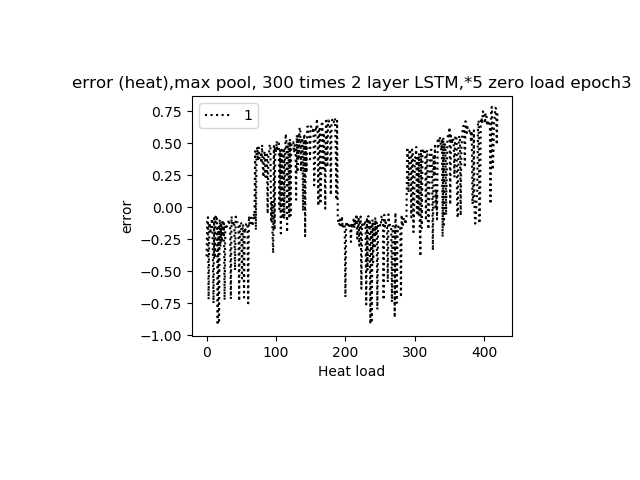 error (heat),max pool, 300 times 2 layer LSTM,*5 zero load epoch3
1
0.75
0.50
0.25
0.00
−0.25
−0.50
−0.75
−1.00
error
0 100 200 300 400
Heat load